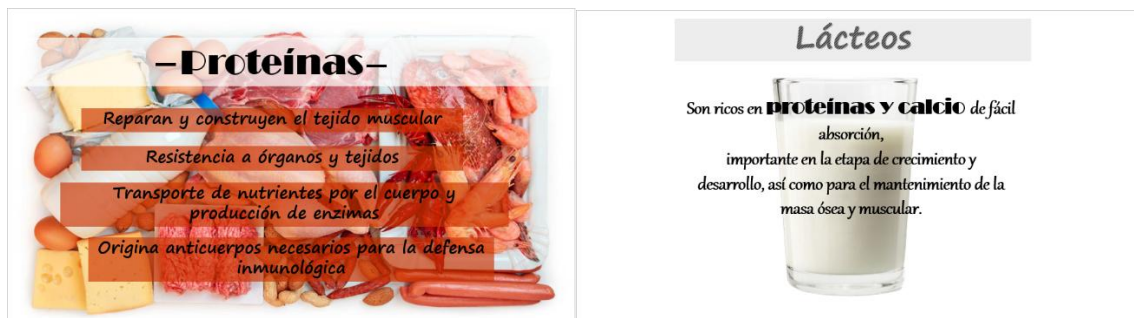 –Proteínas–
Reparan y construyen el tejido muscular
Resistencia a órganos y tejidos
Transporte de nutrientes por el cuerpo y
producción de enzimas
Origina anticuerpos necesarios para la defensa
inmunológica
Lácteos
Son ricos en proteínas y calcio de fácil
absorción,
importante en la etapa de crecimiento y
desarrollo, así como para el mantenimiento de la
masa ósea y muscular.